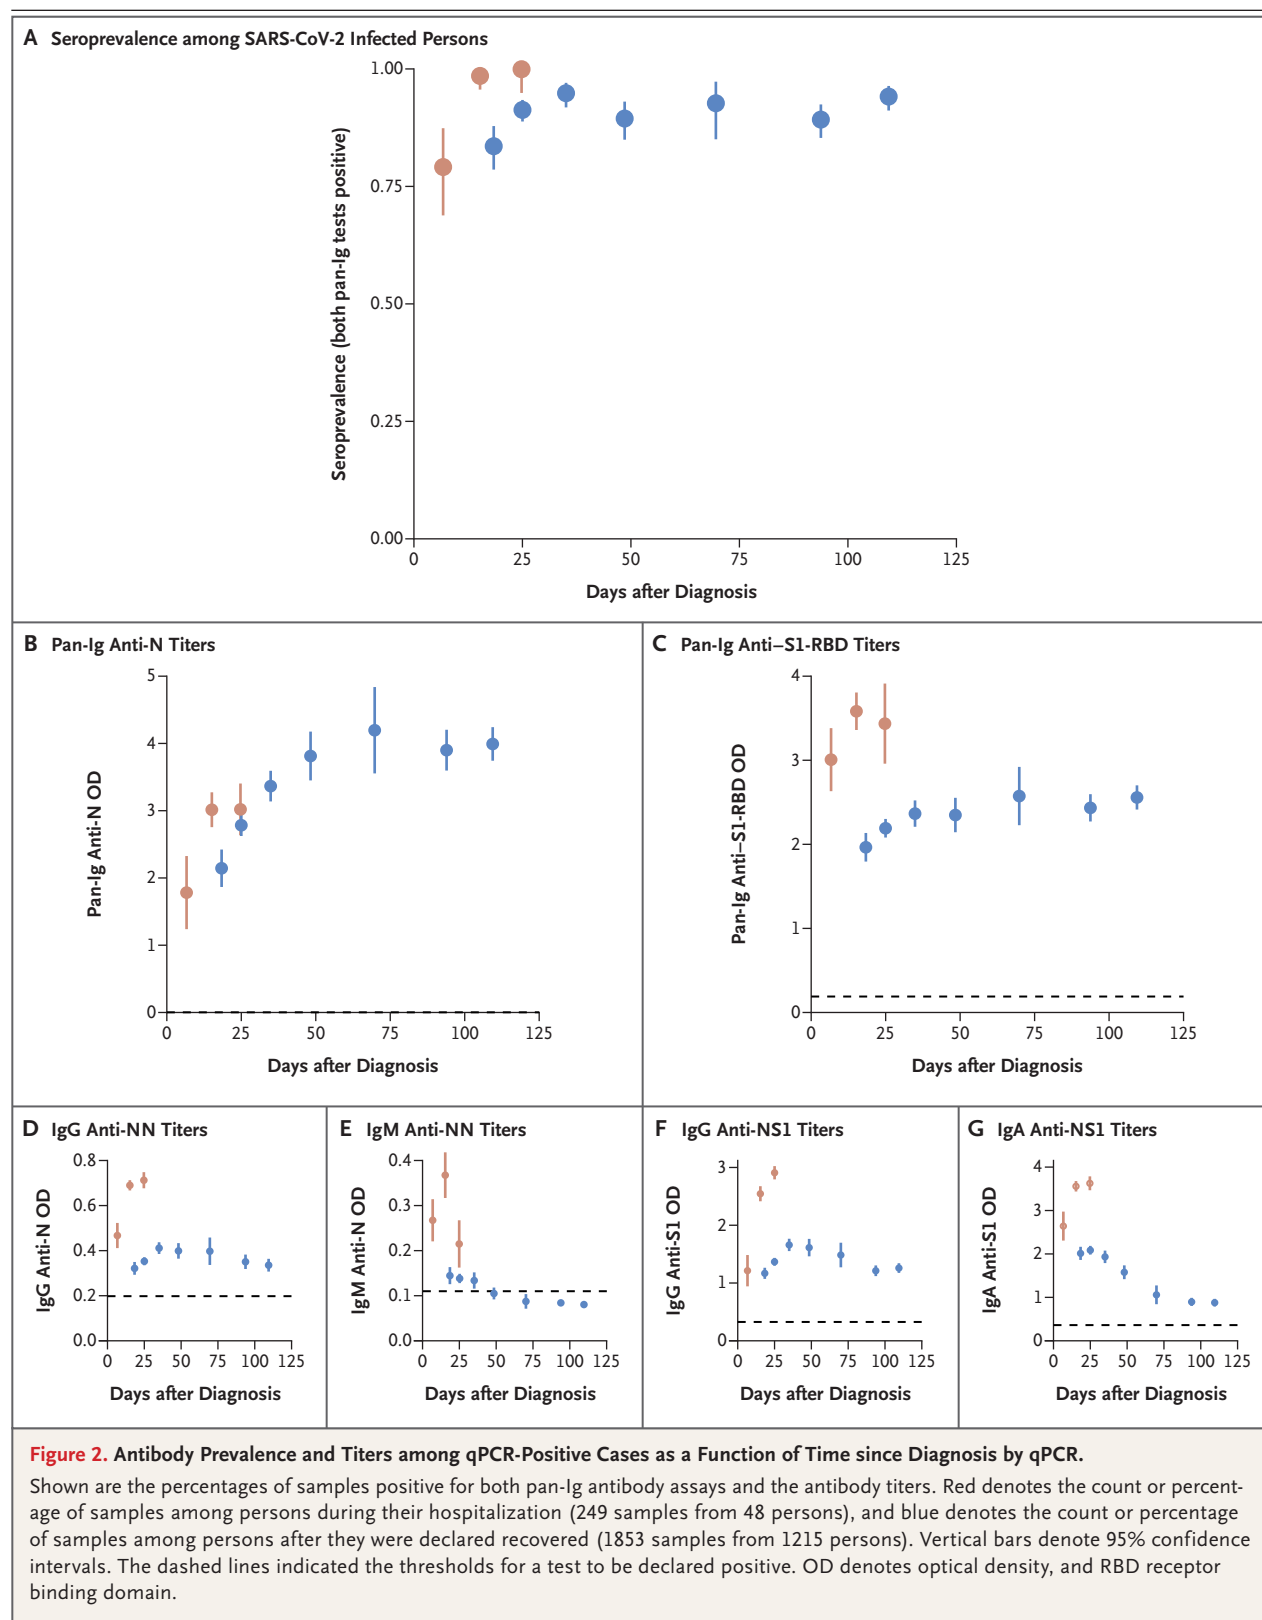 A Seroprevalence among SARS-CoV-2 Infected Persons
Seroprevalence (both pan-Ig tests positive)
1.00
0.75
0.50
0.25
0.00
0 25 50 75 100 125
Days after Diagnosis
B Pan-Ig Anti-N Titers
Pan-Ig Anti-N OD
5
4
3
2
1
0
0 25 50 75 100 125
Days after Diagnosis
C Pan-Ig Anti–S1-RBD Titers
Pan-Ig Anti–S1-RBD OD
4
3
2
1
0
0 25 50 75 100 125
Days after Diagnosis
D IgG Anti-NN Titers
IgG Anti-N OD
0.8
0.6
0.4
0.2
0.0
0 25 50 75 100 125
Days after Diagnosis
E IgM Anti-NN Titers
IgM Anti-N OD
0.4
0.3
0.2
0.1
0.0
0 25 50 75 100 125
Days after Diagnosis
F IgG Anti-NS1 Titers
IgG Anti-S1 OD
3
2
1
0
0 25 50 75 100 125
Days after Diagnosis
G IgA Anti-NS1 Titers
IgA Anti-S1 OD
4
3
2
1
0
0 25 50 75 100 125
Days after Diagnosis
Figure 2. Antibody Prevalence and Titers among qPCR-Positive Cases as a Function of Time since Diagnosis by qPCR.
Shown are the percentages of samples positive for both pan-Ig antibody assays and the antibody titers. Red denotes the count or percent-
age of samples among persons during their hospitalization (249 samples from 48 persons), and blue denotes the count or percentage
of samples among persons after they were declared recovered (1853 samples from 1215 persons). Vertical bars denote 95% confidence
intervals. The dashed lines indicated the thresholds for a test to be declared positive. OD denotes optical density, and RBD receptor
binding domain.